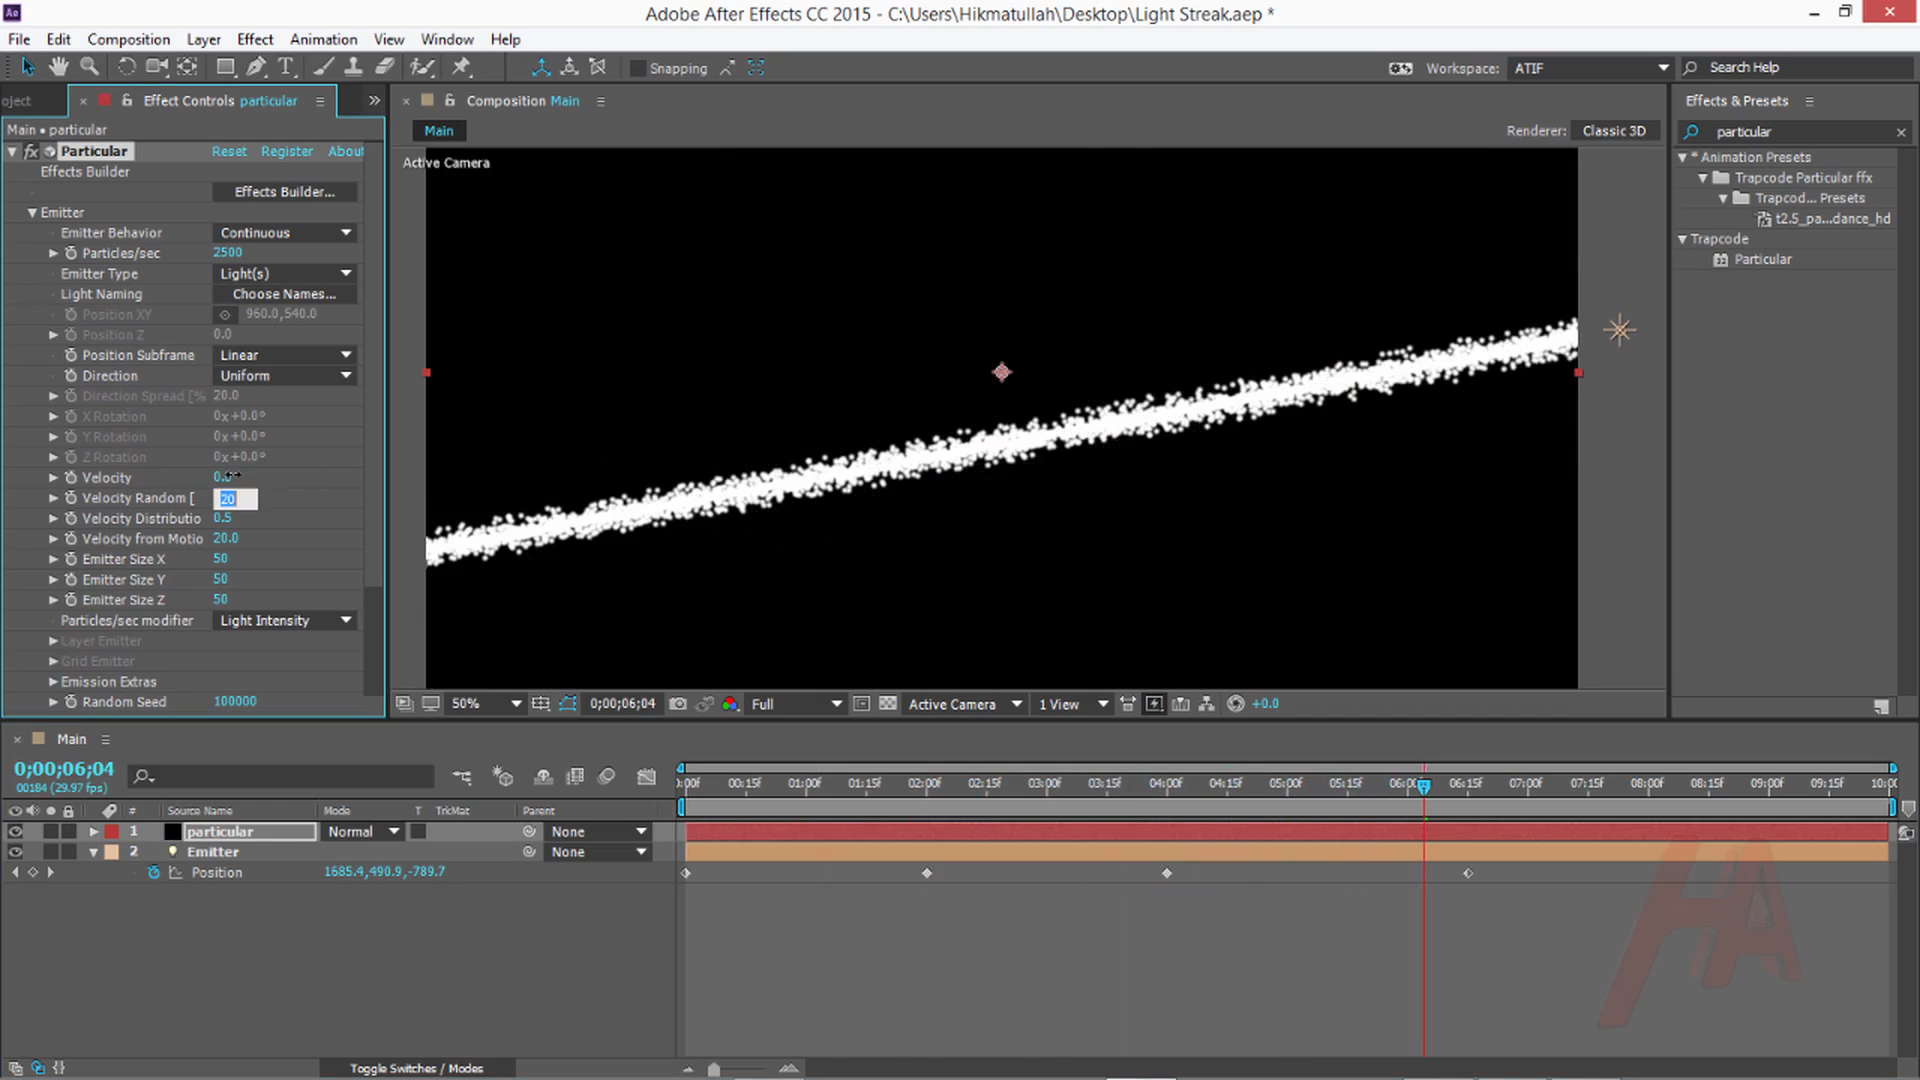 Adobe After Effects CC 2015 - C:\Users\Hikmatullah\Desktop\Light Streak.aep *
File Edit Composition Layer Effect Animation View Window Help
Snapping
Workspace: ATIF
Search Help
oject
Effect Controls particular
Composition Main
Effects & Presets
Main • particular
Main
Renderer: Classic 3D
particular
fx Particular Reset Register About
Active Camera
* Animation Presets
Effects Builder
Effects Builder...
Trapcode Particular ffx
Trapcod... Presets
Emitter
t2.5_pa...dance_hd
Emitter Behavior Continuous
Trapcode
Particles/sec 2500
Particular
Emitter Type Light(s)
Light Naming Choose Names...
Position XY 960.0,540.0
Position Z 0.0
Position Subframe Linear
Direction Uniform
Direction Spread [% 20.0
X Rotation 0x+0.0°
Y Rotation 0x+0.0°
Z Rotation 0x+0.0°
Velocity 0.0
Velocity Random [ 20
Velocity Distributio 0.5
Velocity from Motio 20.0
Emitter Size X 50
Emitter Size Y 50
Emitter Size Z 50
Particles/sec modifier Light Intensity
Layer Emitter
Grid Emitter
Emission Extras
Random Seed 100000
50% 0;00;06;04 Full Active Camera 1 View +0.0
Main
0;00;06;04
00184 (29.97 fps)
:00f 00:15f 01:00f 01:15f 02:00f 02:15f 03:00f 03:15f 04:00f 04:15f 05:00f 05:15f 06:00f 06:15f 07:00f 07:15f 08:00f 08:15f 09:00f 09:15f 10:00
# Source Name Mode T TrkMat Parent
1 particular Normal None
2 Emitter None
Position 1685.4,490.9,-789.7
HA
Toggle Switches / Modes